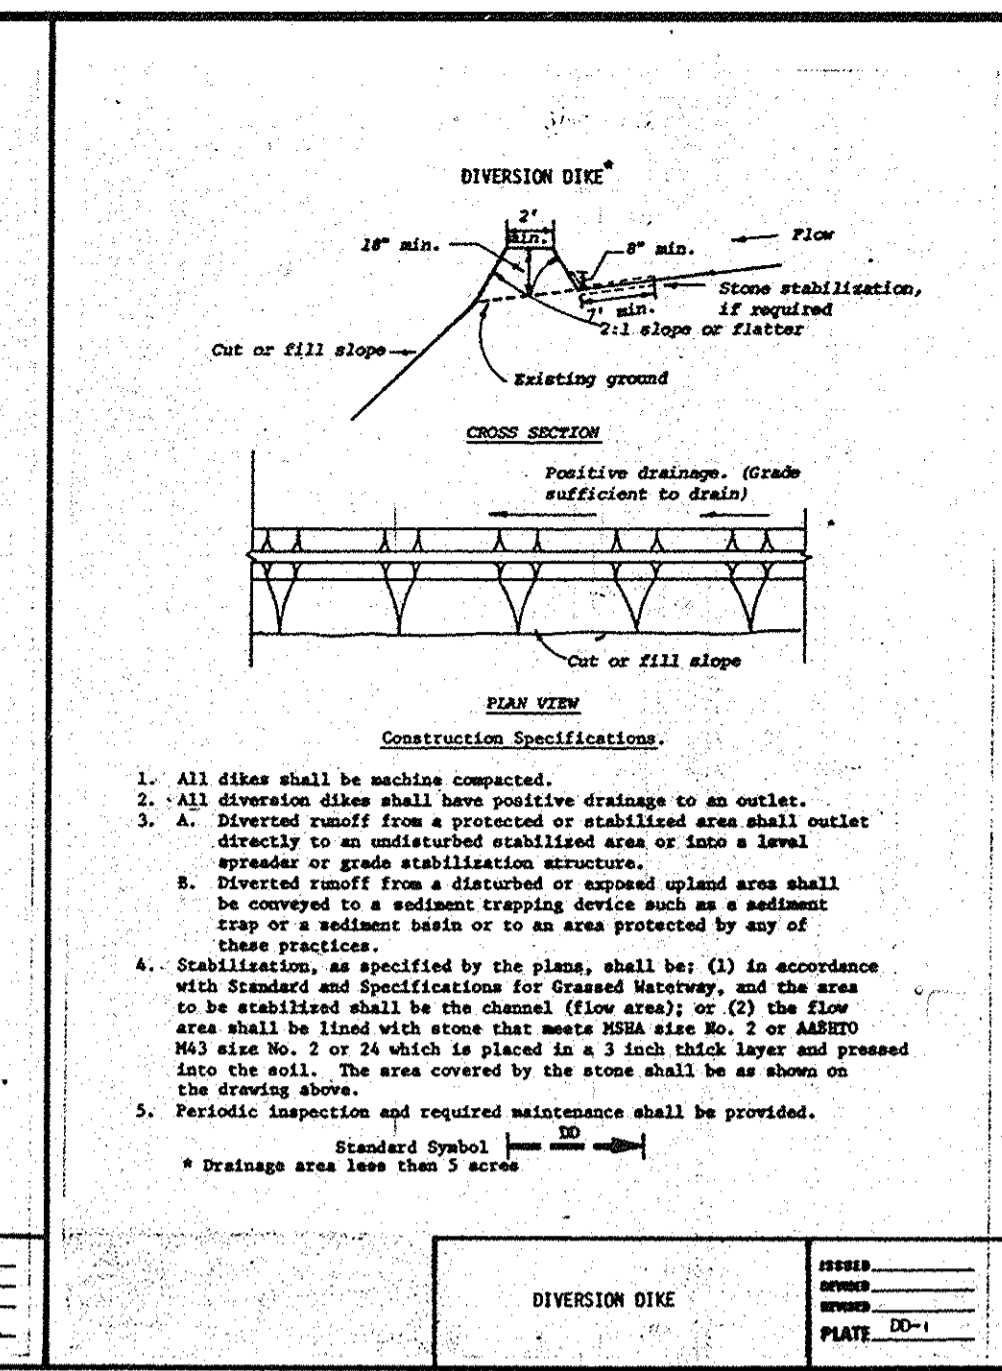 DIVERSION DIKE*
2'
min.
18" min.
8" min.
Flow
Stone stabilization,
if required
7' min.
2:1 slope or flatter
Cut or fill slope
Existing ground
CROSS SECTION
Positive drainage. (Grade
sufficient to drain)
Cut or fill slope
PLAN VIEW
Construction Specifications.
1. All dikes shall be machine compacted.
2. All diversion dikes shall have positive drainage to an outlet.
3. A. Diverted runoff from a protected or stabilized area shall outlet
directly to an undisturbed stabilized area or into a level
spreader or grade stabilization structure.
B. Diverted runoff from a disturbed or exposed upland area shall
be conveyed to a sediment trapping device such as a sediment
trap or a sediment basin or to an area protected by any of
these practices.
4. Stabilization, as specified by the plans, shall be; (1) in accordance
with Standard and Specifications for Grassed Waterway, and the area
to be stabilized shall be the channel (flow area); or (2) the flow
area shall be lined with stone that meets MSHA size No. 2 or AASHTO
M43 size No. 2 or 24 which is placed in a 3 inch thick layer and pressed
into the soil. The area covered by the stone shall be as shown on
the drawing above.
5. Periodic inspection and required maintenance shall be provided.
DD
Standard Symbol
* Drainage area less than 5 acres
DIVERSION DIKE
ISSUED
REVISED
REVISED
PLATE DD-1